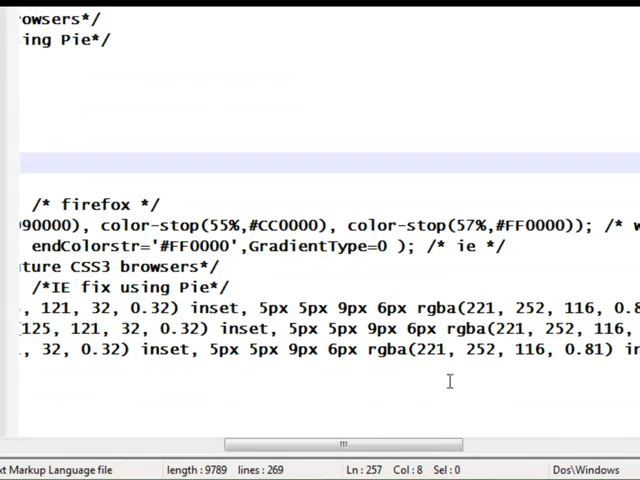 rowsers*/
ing Pie*/
/* firefox */
990000), color-stop(55%,#CC0000), color-stop(57%,#FF0000)); /* w
endColorstr='#FF0000',GradientType=0 ); /* ie */
uture CSS3 browsers*/
/*IE fix using Pie*/
, 121, 32, 0.32) inset, 5px 5px 9px 6px rgba(221, 252, 116, 0.8
(125, 121, 32, 0.32) inset, 5px 5px 9px 6px rgba(221, 252, 116,
, 32, 0.32) inset, 5px 5px 9px 6px rgba(221, 252, 116, 0.81) in
xt Markup Language file length : 9789 lines : 269 Ln : 257 Col : 8 Sel : 0 Dos\Windows